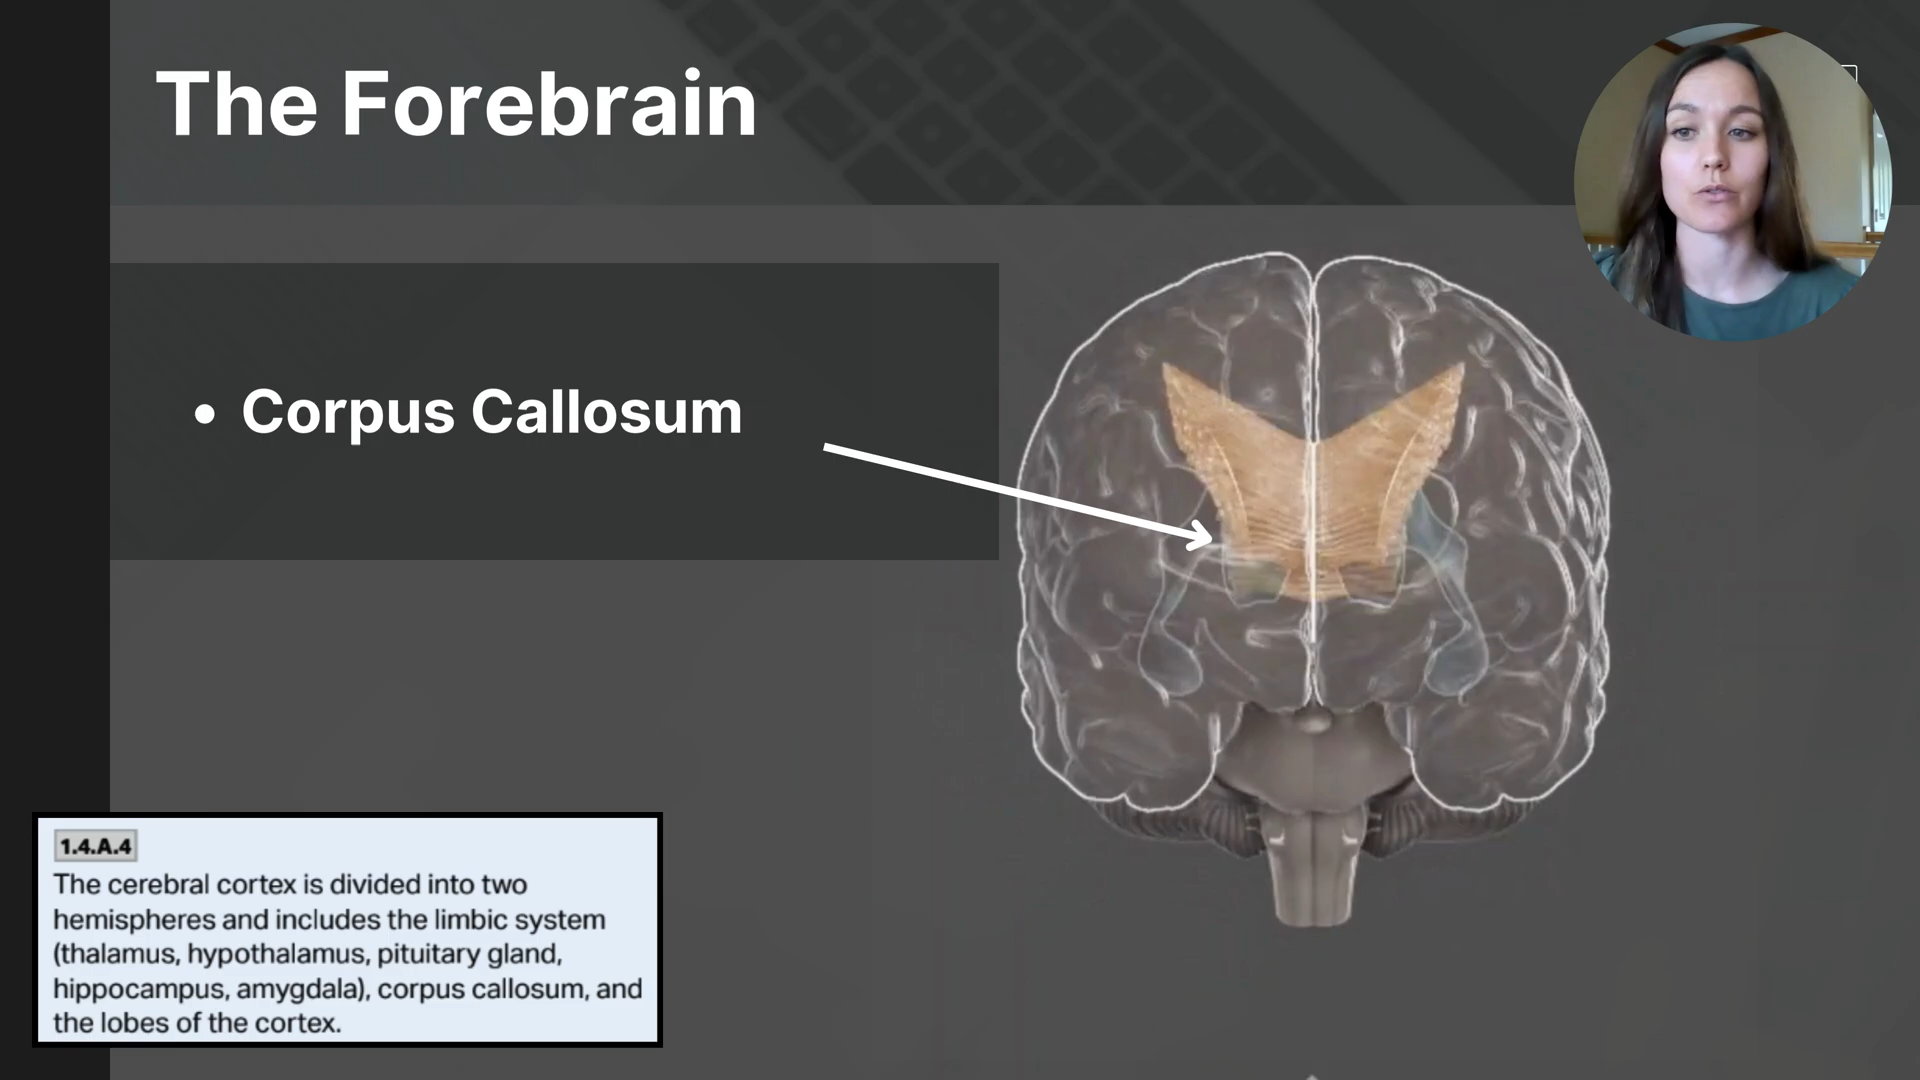 The Forebrain
• Corpus Callosum
1.4.A.4
The cerebral cortex is divided into two
hemispheres and includes the limbic system
(thalamus, hypothalamus, pituitary gland,
hippocampus, amygdala), corpus callosum, and
the lobes of the cortex.